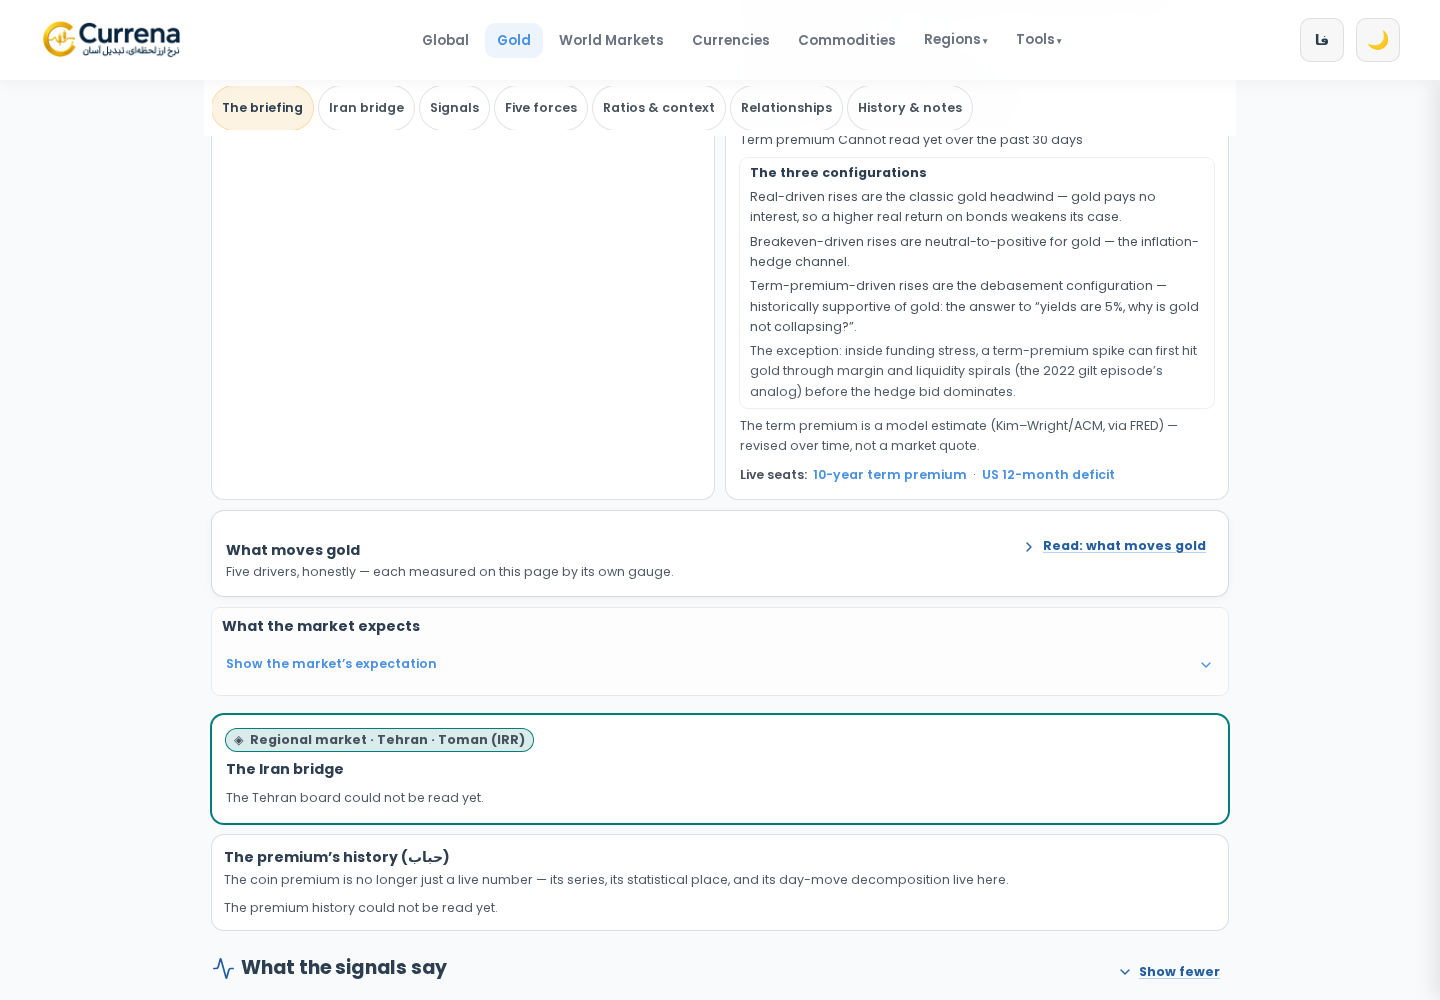 Currena
نرخ ارز لحظه‌ای، تبدیل آسان
Global
Gold
World Markets
Currencies
Commodities
Regions ▾
Tools ▾
فا
The briefing
Iran bridge
Signals
Five forces
Ratios & context
Relationships
History & notes
Term premium Cannot read yet over the past 30 days
The three configurations
Real-driven rises are the classic gold headwind — gold pays no
interest, so a higher real return on bonds weakens its case.
Breakeven-driven rises are neutral-to-positive for gold — the inflation-
hedge channel.
Term-premium-driven rises are the debasement configuration —
historically supportive of gold: the answer to “yields are 5%, why is gold
not collapsing?”.
The exception: inside funding stress, a term-premium spike can first hit
gold through margin and liquidity spirals (the 2022 gilt episode’s
analog) before the hedge bid dominates.
The term premium is a model estimate (Kim–Wright/ACM, via FRED) —
revised over time, not a market quote.
Live seats: 10-year term premium · US 12-month deficit
What moves gold
Read: what moves gold
Five drivers, honestly — each measured on this page by its own gauge.
What the market expects
Show the market’s expectation
◈ Regional market · Tehran · Toman (IRR)
The Iran bridge
The Tehran board could not be read yet.
The premium’s history (حباب)
The coin premium is no longer just a live number — its series, its statistical place, and its day-move decomposition live here.
The premium history could not be read yet.
What the signals say
Show fewer